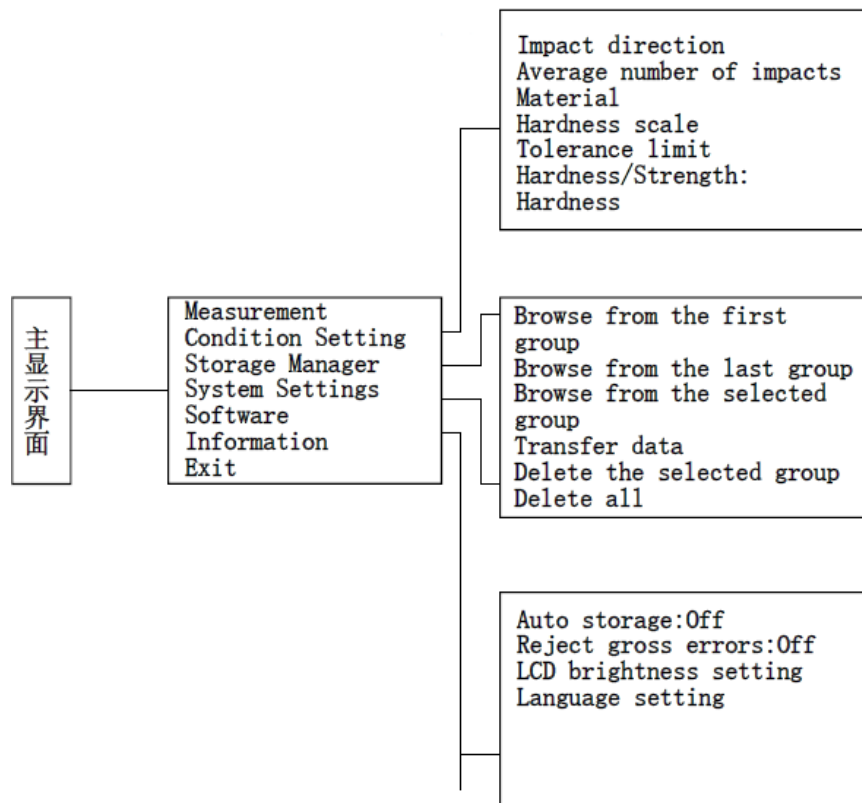 主显示界面
Measurement
Condition Setting
Storage Manager
System Settings
Software
Information
Exit
Impact direction
Average number of impacts
Material
Hardness scale
Tolerance limit
Hardness/Strength:
Hardness
Browse from the first
group
Browse from the last group
Browse from the selected
group
Transfer data
Delete the selected group
Delete all
Auto storage:Off
Reject gross errors:Off
LCD brightness setting
Language setting